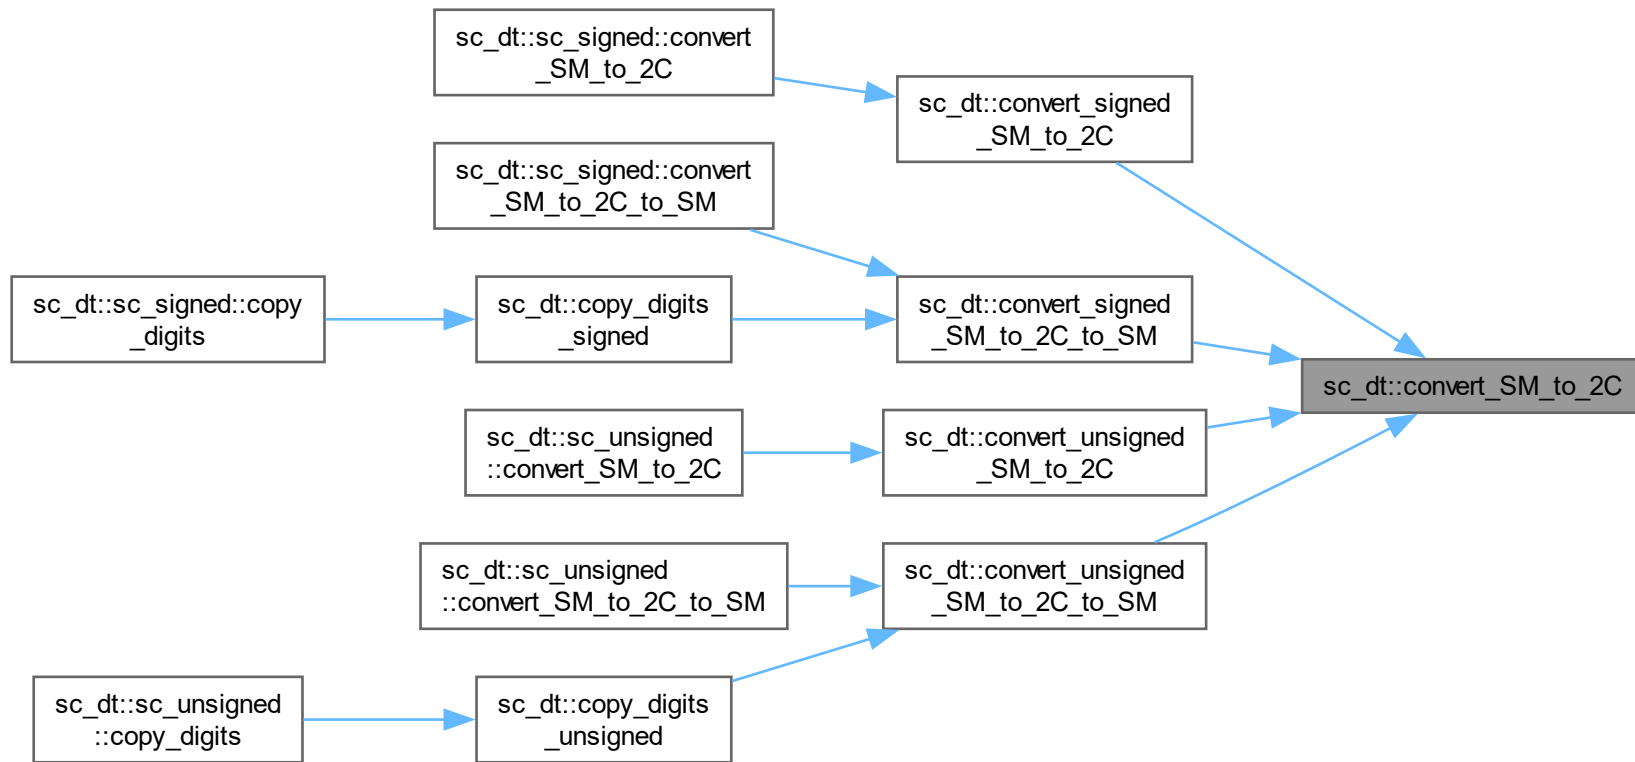 sc_dt::sc_signed::convert
_SM_to_2C
sc_dt::convert_signed
_SM_to_2C
sc_dt::sc_signed::convert
_SM_to_2C_to_SM
sc_dt::sc_signed::copy
_digits
sc_dt::copy_digits
_signed
sc_dt::convert_signed
_SM_to_2C_to_SM
sc_dt::convert_SM_to_2C
sc_dt::sc_unsigned
::convert_SM_to_2C
sc_dt::convert_unsigned
_SM_to_2C
sc_dt::sc_unsigned
::convert_SM_to_2C_to_SM
sc_dt::convert_unsigned
_SM_to_2C_to_SM
sc_dt::sc_unsigned
::copy_digits
sc_dt::copy_digits
_unsigned